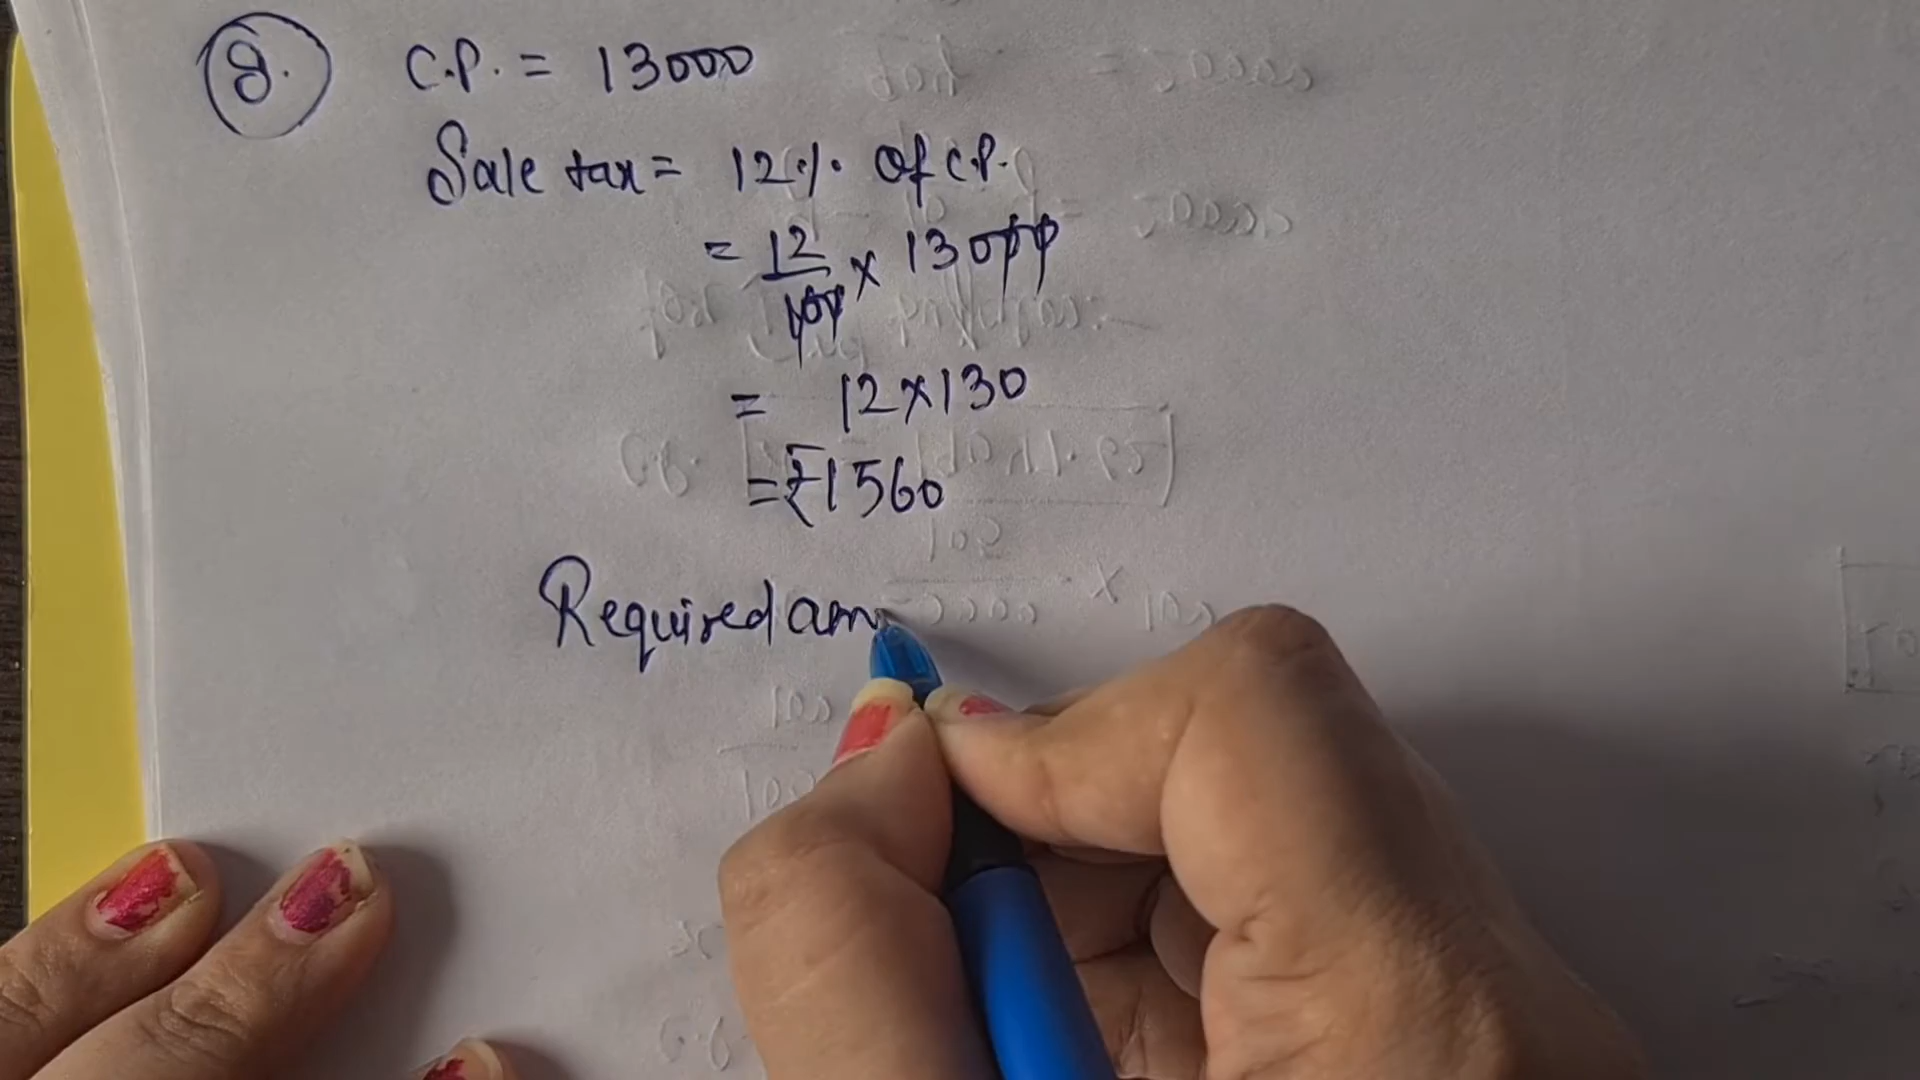 8. C.P. = 13000
Sale tax = 12% of C.P.
= 12/100 × 13000
= 12×130
= ₹1560
Required am